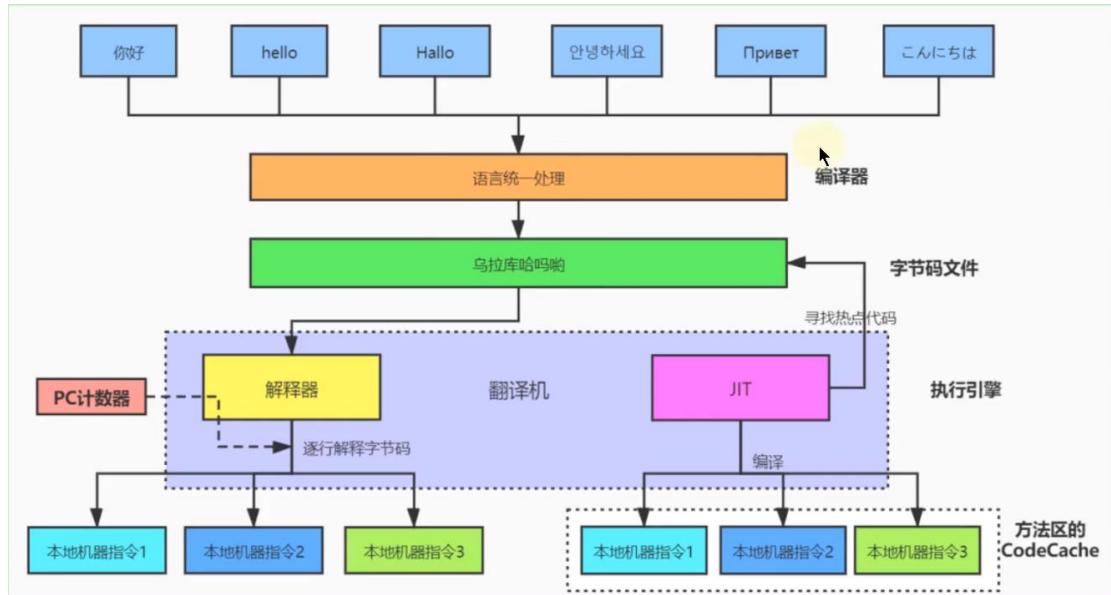 你好
hello
Hallo
안녕하세요
Привет
こんにちは
语言统一处理
编译器
乌拉库哈吗哟
字节码文件
寻找热点代码
解释器
翻译机
JIT
执行引擎
PC计数器
逐行解释字节码
编译
本地机器指令1
本地机器指令2
本地机器指令3
本地机器指令1
本地机器指令2
本地机器指令3
方法区的
CodeCache